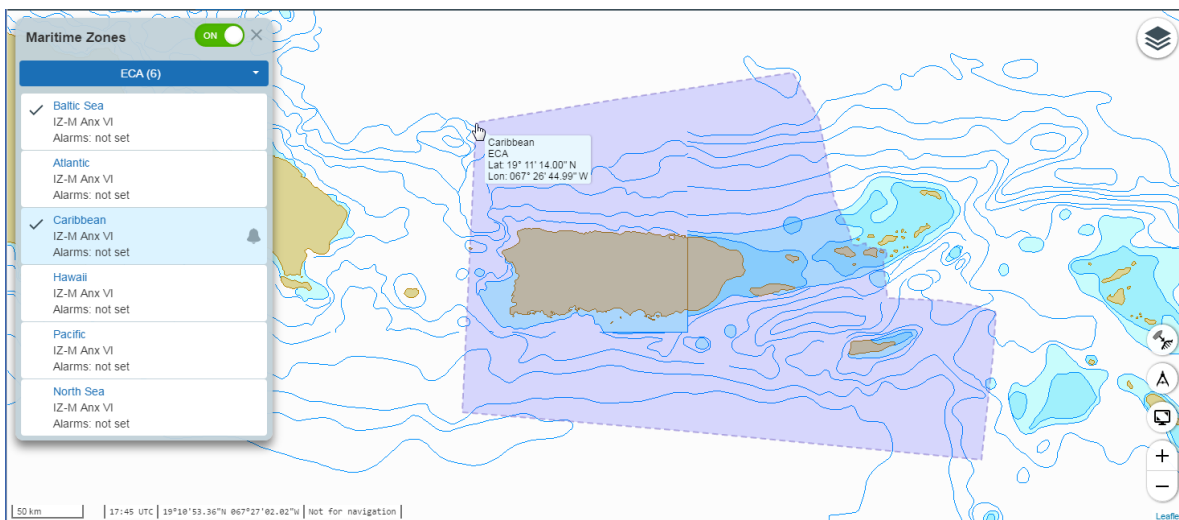 Maritime Zones
ON
ECA (6)
Baltic Sea
IZ-M Anx VI
Alarms: not set
Atlantic
IZ-M Anx VI
Alarms: not set
Caribbean
IZ-M Anx VI
Alarms: not set
Hawaii
IZ-M Anx VI
Alarms: not set
Pacific
IZ-M Anx VI
Alarms: not set
North Sea
IZ-M Anx VI
Alarms: not set
Caribbean
ECA
Lat: 19° 11' 14.00" N
Lon: 067° 26' 44.99" W
50 km
17:45 UTC
19°10'53.36"N 067°27'02.02"W
Not for navigation
Leafle